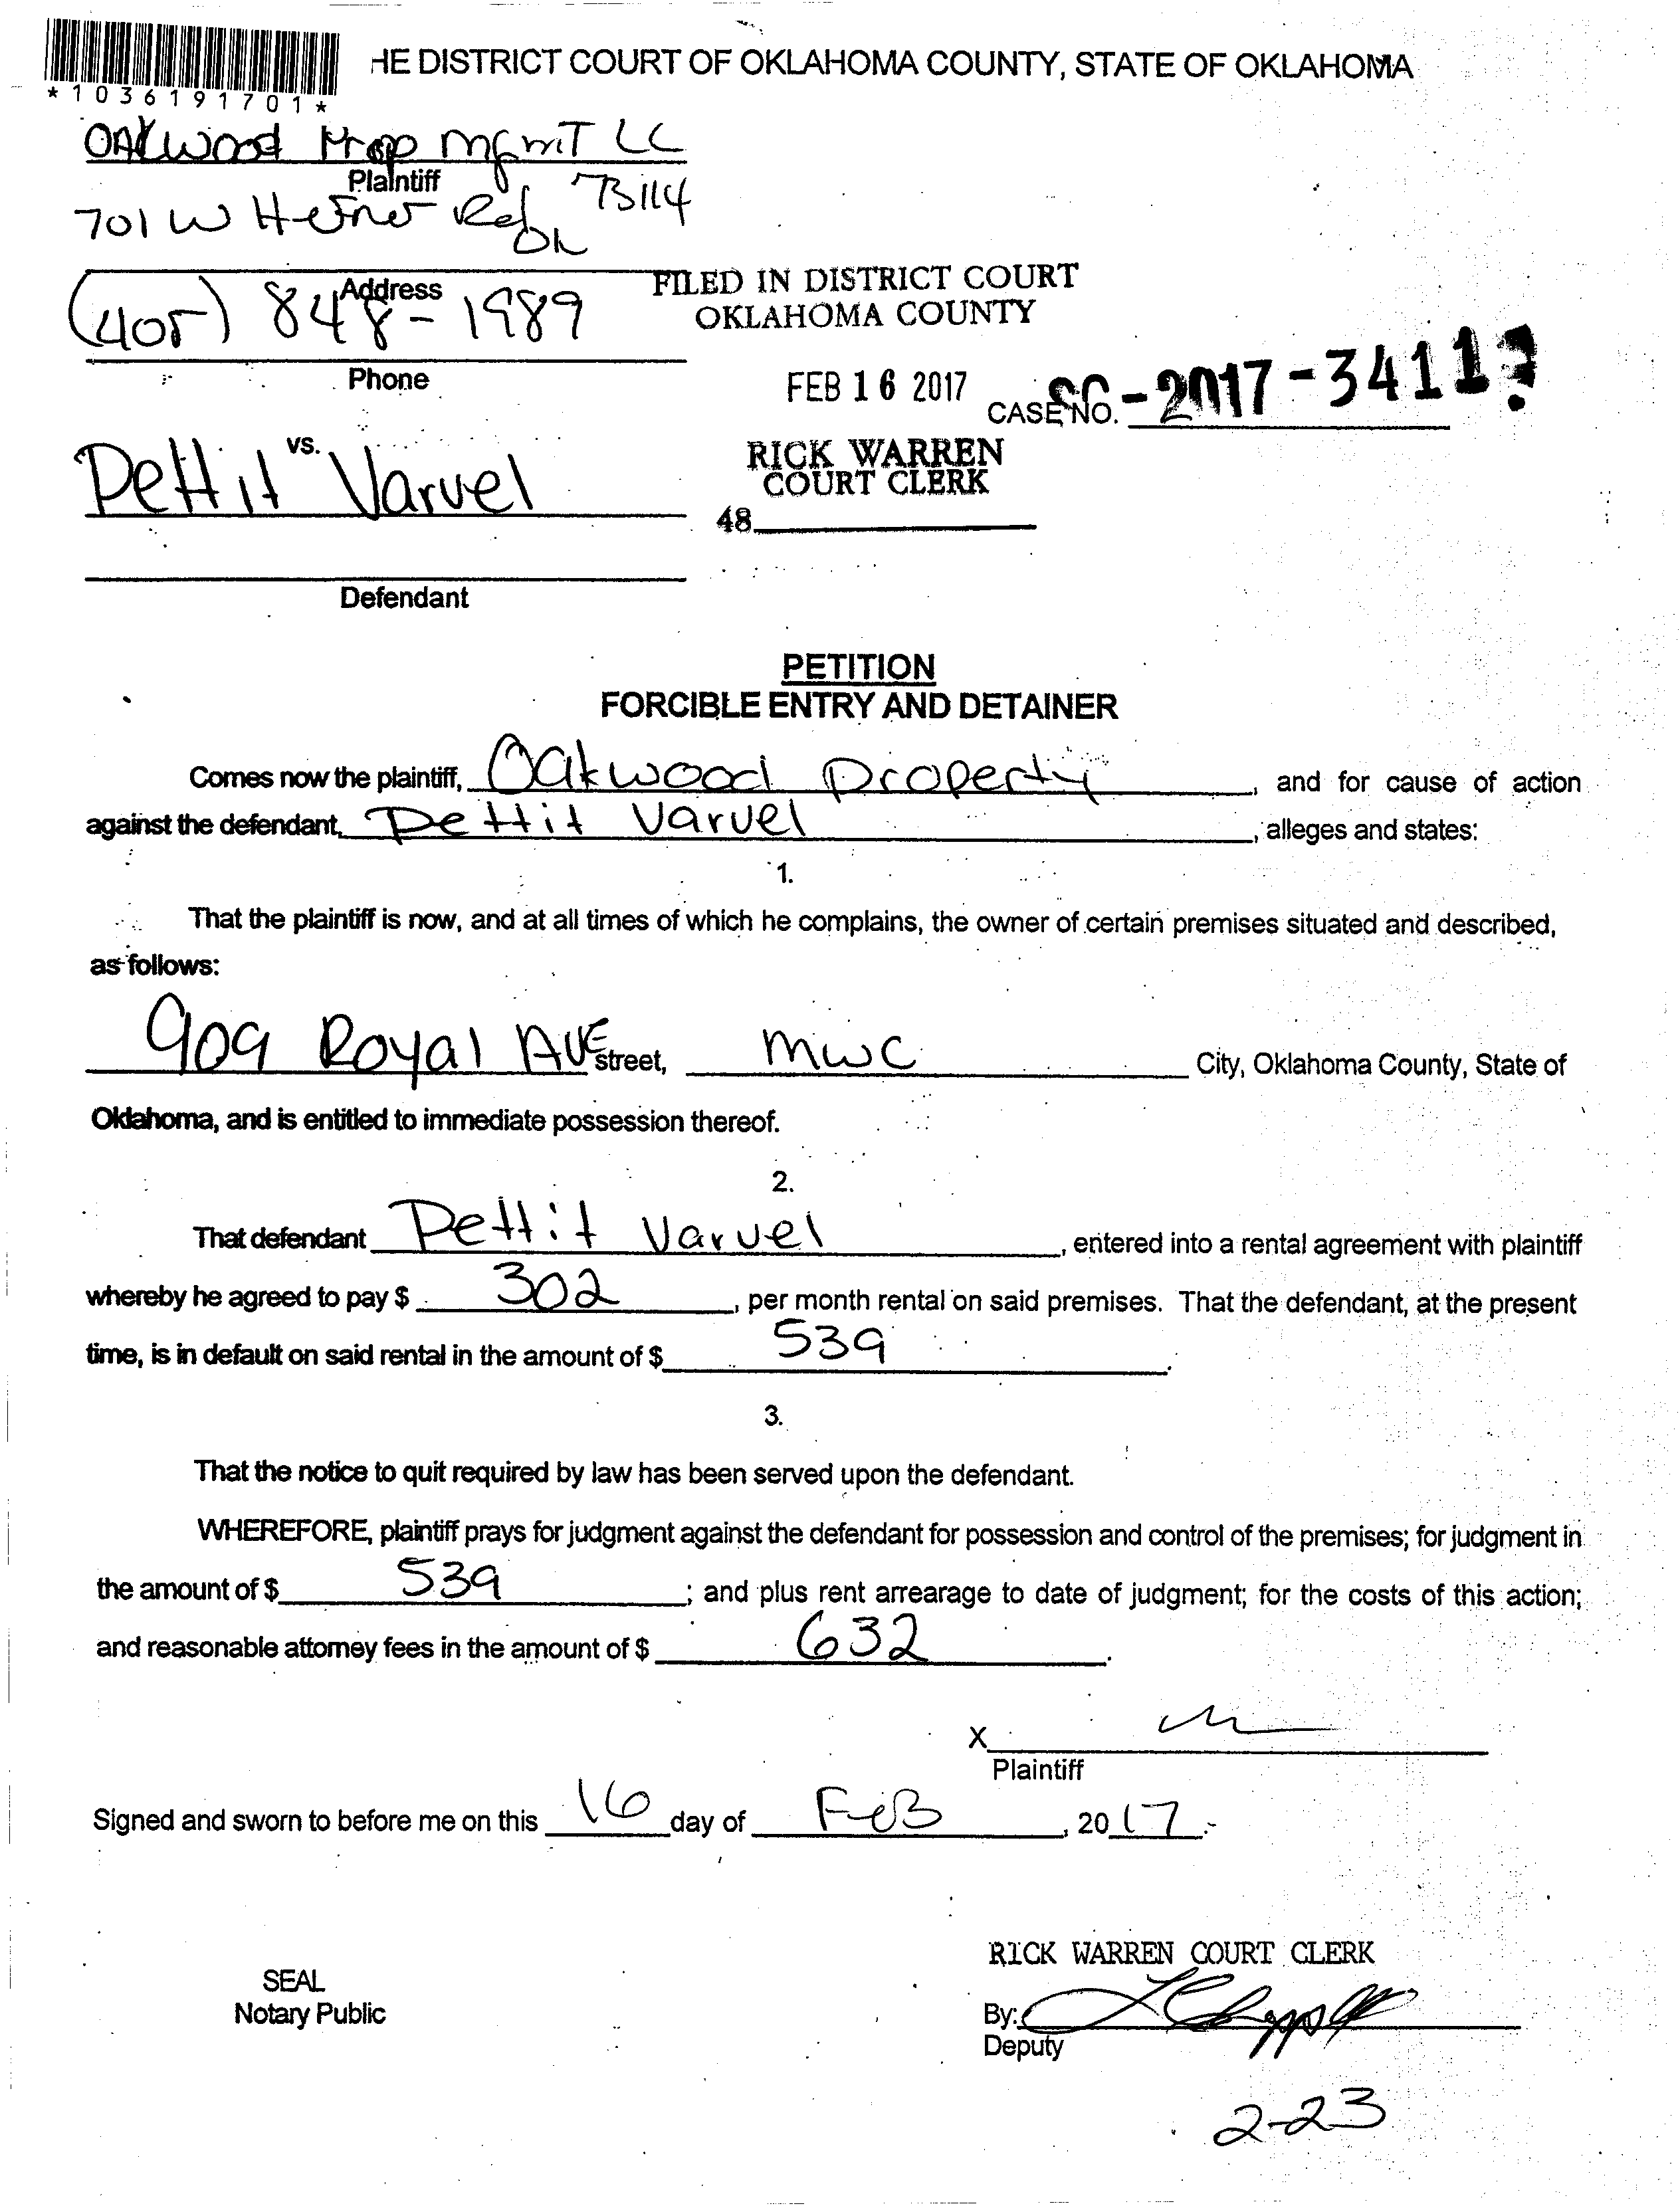 HE DISTRICT COURT OF OKLAHOMA COUNTY, STATE OF OKLAHOMA
*1036191701*
OAKwood Prop MGmT LC
Plaintiff
701 W Hefner Rd 73114
OK
Address
(405) 848-1989
Phone
FILED IN DISTRICT COURT
OKLAHOMA COUNTY
FEB 16 2017
CASE NO. SC-2017-3411
RICK WARREN
COURT CLERK
48
vs.
Pettit Varvel
Defendant
PETITION
FORCIBLE ENTRY AND DETAINER
Comes now the plaintiff, Oakwood Property, and for cause of action
against the defendant, Pettit Varvel, alleges and states:
1.
That the plaintiff is now, and at all times of which he complains, the owner of certain premises situated and described,
as follows:
909 Royal AVE street, mwc City, Oklahoma County, State of
Oklahoma, and is entitled to immediate possession thereof.
2.
That defendant Pettit Varvel, entered into a rental agreement with plaintiff
whereby he agreed to pay $ 302, per month rental on said premises. That the defendant, at the present
time, is in default on said rental in the amount of $ 539.
3.
That the notice to quit required by law has been served upon the defendant.
WHEREFORE, plaintiff prays for judgment against the defendant for possession and control of the premises; for judgment in
the amount of $ 539; and plus rent arrearage to date of judgment; for the costs of this action;
and reasonable attorney fees in the amount of $ 632.
X
Plaintiff
Signed and sworn to before me on this 16 day of FeB, 2017.
RICK WARREN COURT CLERK
SEAL
Notary Public
By:
Deputy
2-23